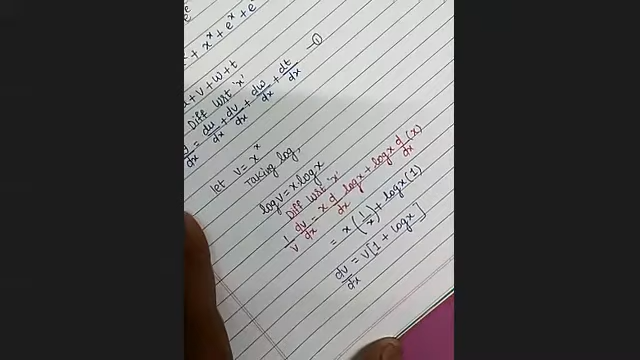 x^x + e^x + e
+ v + w + t
Diff wrt 'x'
dy/dx = du/dx + dv/dx + dw/dx + dt/dx —①
let v = x^x
Taking log,
log v = x. log x
Diff wrt 'x'
1/v dv/dx = x d/dx log x + log x d/dx (x)
= x (1/x) + log x (1)
dv/dx = v[1 + log x]